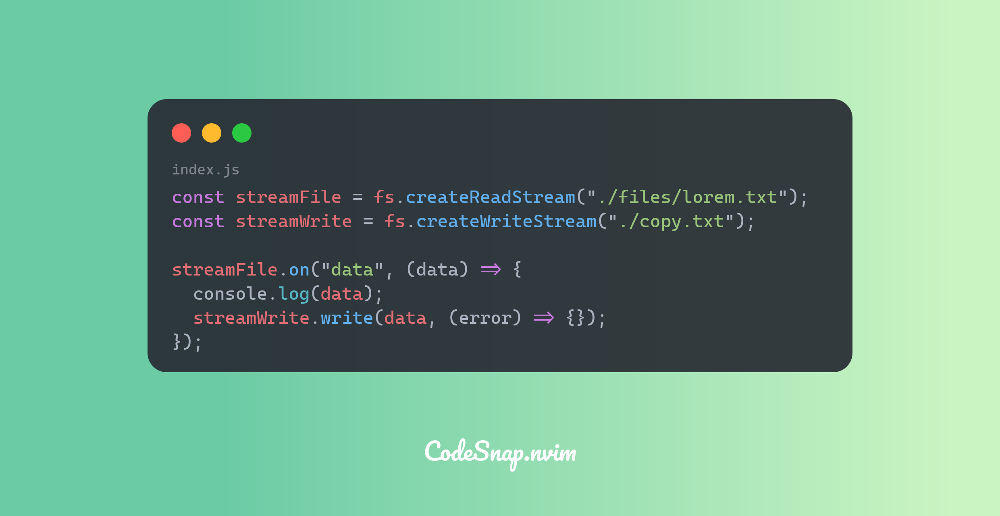 index.js
const streamFile = fs.createReadStream("./files/lorem.txt");
const streamWrite = fs.createWriteStream("./copy.txt");
streamFile.on("data", (data) => {
  console.log(data);
  streamWrite.write(data, (error) => {});
});
CodeSnap.nvim